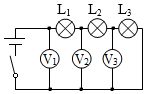 L₁ L₂ L₃
V₁ V₂ V₃